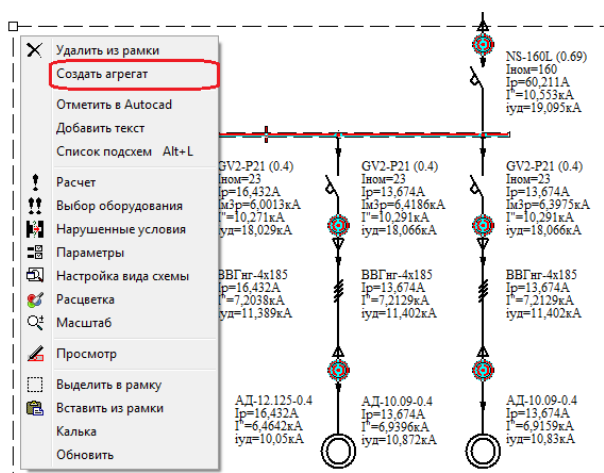 Удалить из рамки
Создать агрегат
Отметить в Autocad
Добавить текст
Список подсхем Alt+L
Расчет
Выбор оборудования
Нарушенные условия
Параметры
Настройка вида схемы
Расцветка
Масштаб
Просмотр
Выделить в рамку
Вставить из рамки
Калька
Обновить
NS-160L (0.69)
Iном=160
Iр=60,211А
I"=10,553кА
iуд=19,095кА
GV2-P21 (0.4)
Iном=23
Iр=16,432А
Iм3р=6,0013кА
I"=10,271кА
iуд=18,029кА
GV2-P21 (0.4)
Iном=23
Iр=13,674А
Iм3р=6,4186кА
I"=10,291кА
iуд=18,066кА
GV2-P21 (0.4)
Iном=23
Iр=13,674А
Iм3р=6,3975кА
I"=10,291кА
iуд=18,066кА
ВВГнг-4х185
Iр=16,432А
I"=7,2038кА
iуд=11,389кА
ВВГнг-4х185
Iр=13,674А
I"=7,2129кА
iуд=11,402кА
ВВГнг-4х185
Iр=13,674А
I"=7,2129кА
iуд=11,402кА
АД-12.125-0.4
Iр=16,432А
I"=6,4642кА
iуд=10,05кА
АД-10.09-0.4
Iр=13,674А
I"=6,9396кА
iуд=10,872кА
АД-10.09-0.4
Iр=13,674А
I"=6,9159кА
iуд=10,83кА